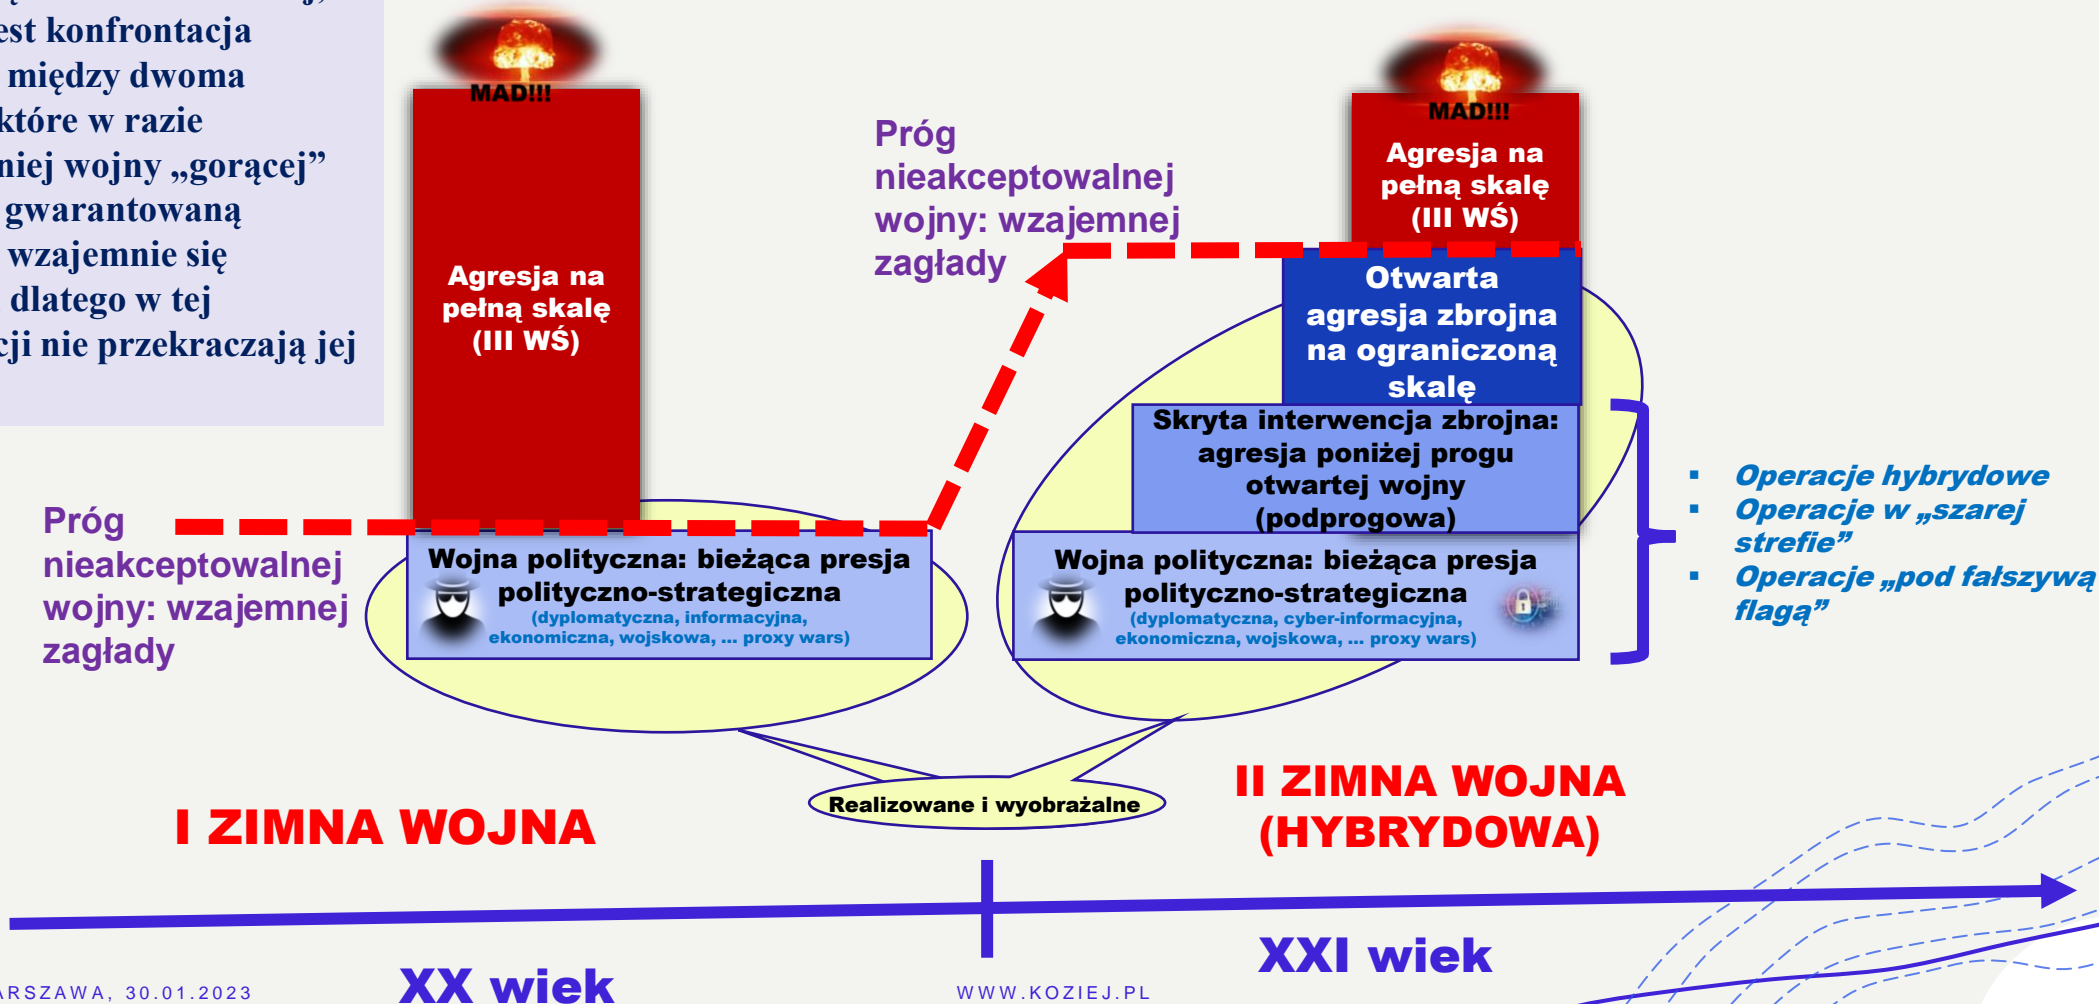 est konfrontacja
między dwoma
które w razie
wojny „gorącej”
gwarantowaną
wzajemnie się
dlatego w tej
nie przekraczają jej
MAD!!!
Agresja na
pełną skalę
(III WŚ)
Próg
nieakceptowalnej
wojny: wzajemnej
zagłady
Wojna polityczna: bieżąca presja
polityczno-strategiczna
(dyplomatyczna, informacyjna,
ekonomiczna, wojskowa, ... proxy wars)
Próg
nieakceptowalnej
wojny: wzajemnej
zagłady
MAD!!!
Agresja na
pełną skalę
(III WŚ)
Otwarta
agresja zbrojna
na ograniczoną
skalę
Skryta interwencja zbrojna:
agresja poniżej progu
otwartej wojny
(podprogowa)
Wojna polityczna: bieżąca presja
polityczno-strategiczna
(dyplomatyczna, cyber-informacyjna,
ekonomiczna, wojskowa, ... proxy wars)
▪ Operacje hybrydowe
▪ Operacje w „szarej
strefie”
▪ Operacje „pod fałszywą
flagą”
Realizowane i wyobrażalne
I ZIMNA WOJNA
II ZIMNA WOJNA
(HYBRYDOWA)
XX wiek
XXI wiek
ARSZAWA, 30.01.2023
WWW.KOZIEJ.PL